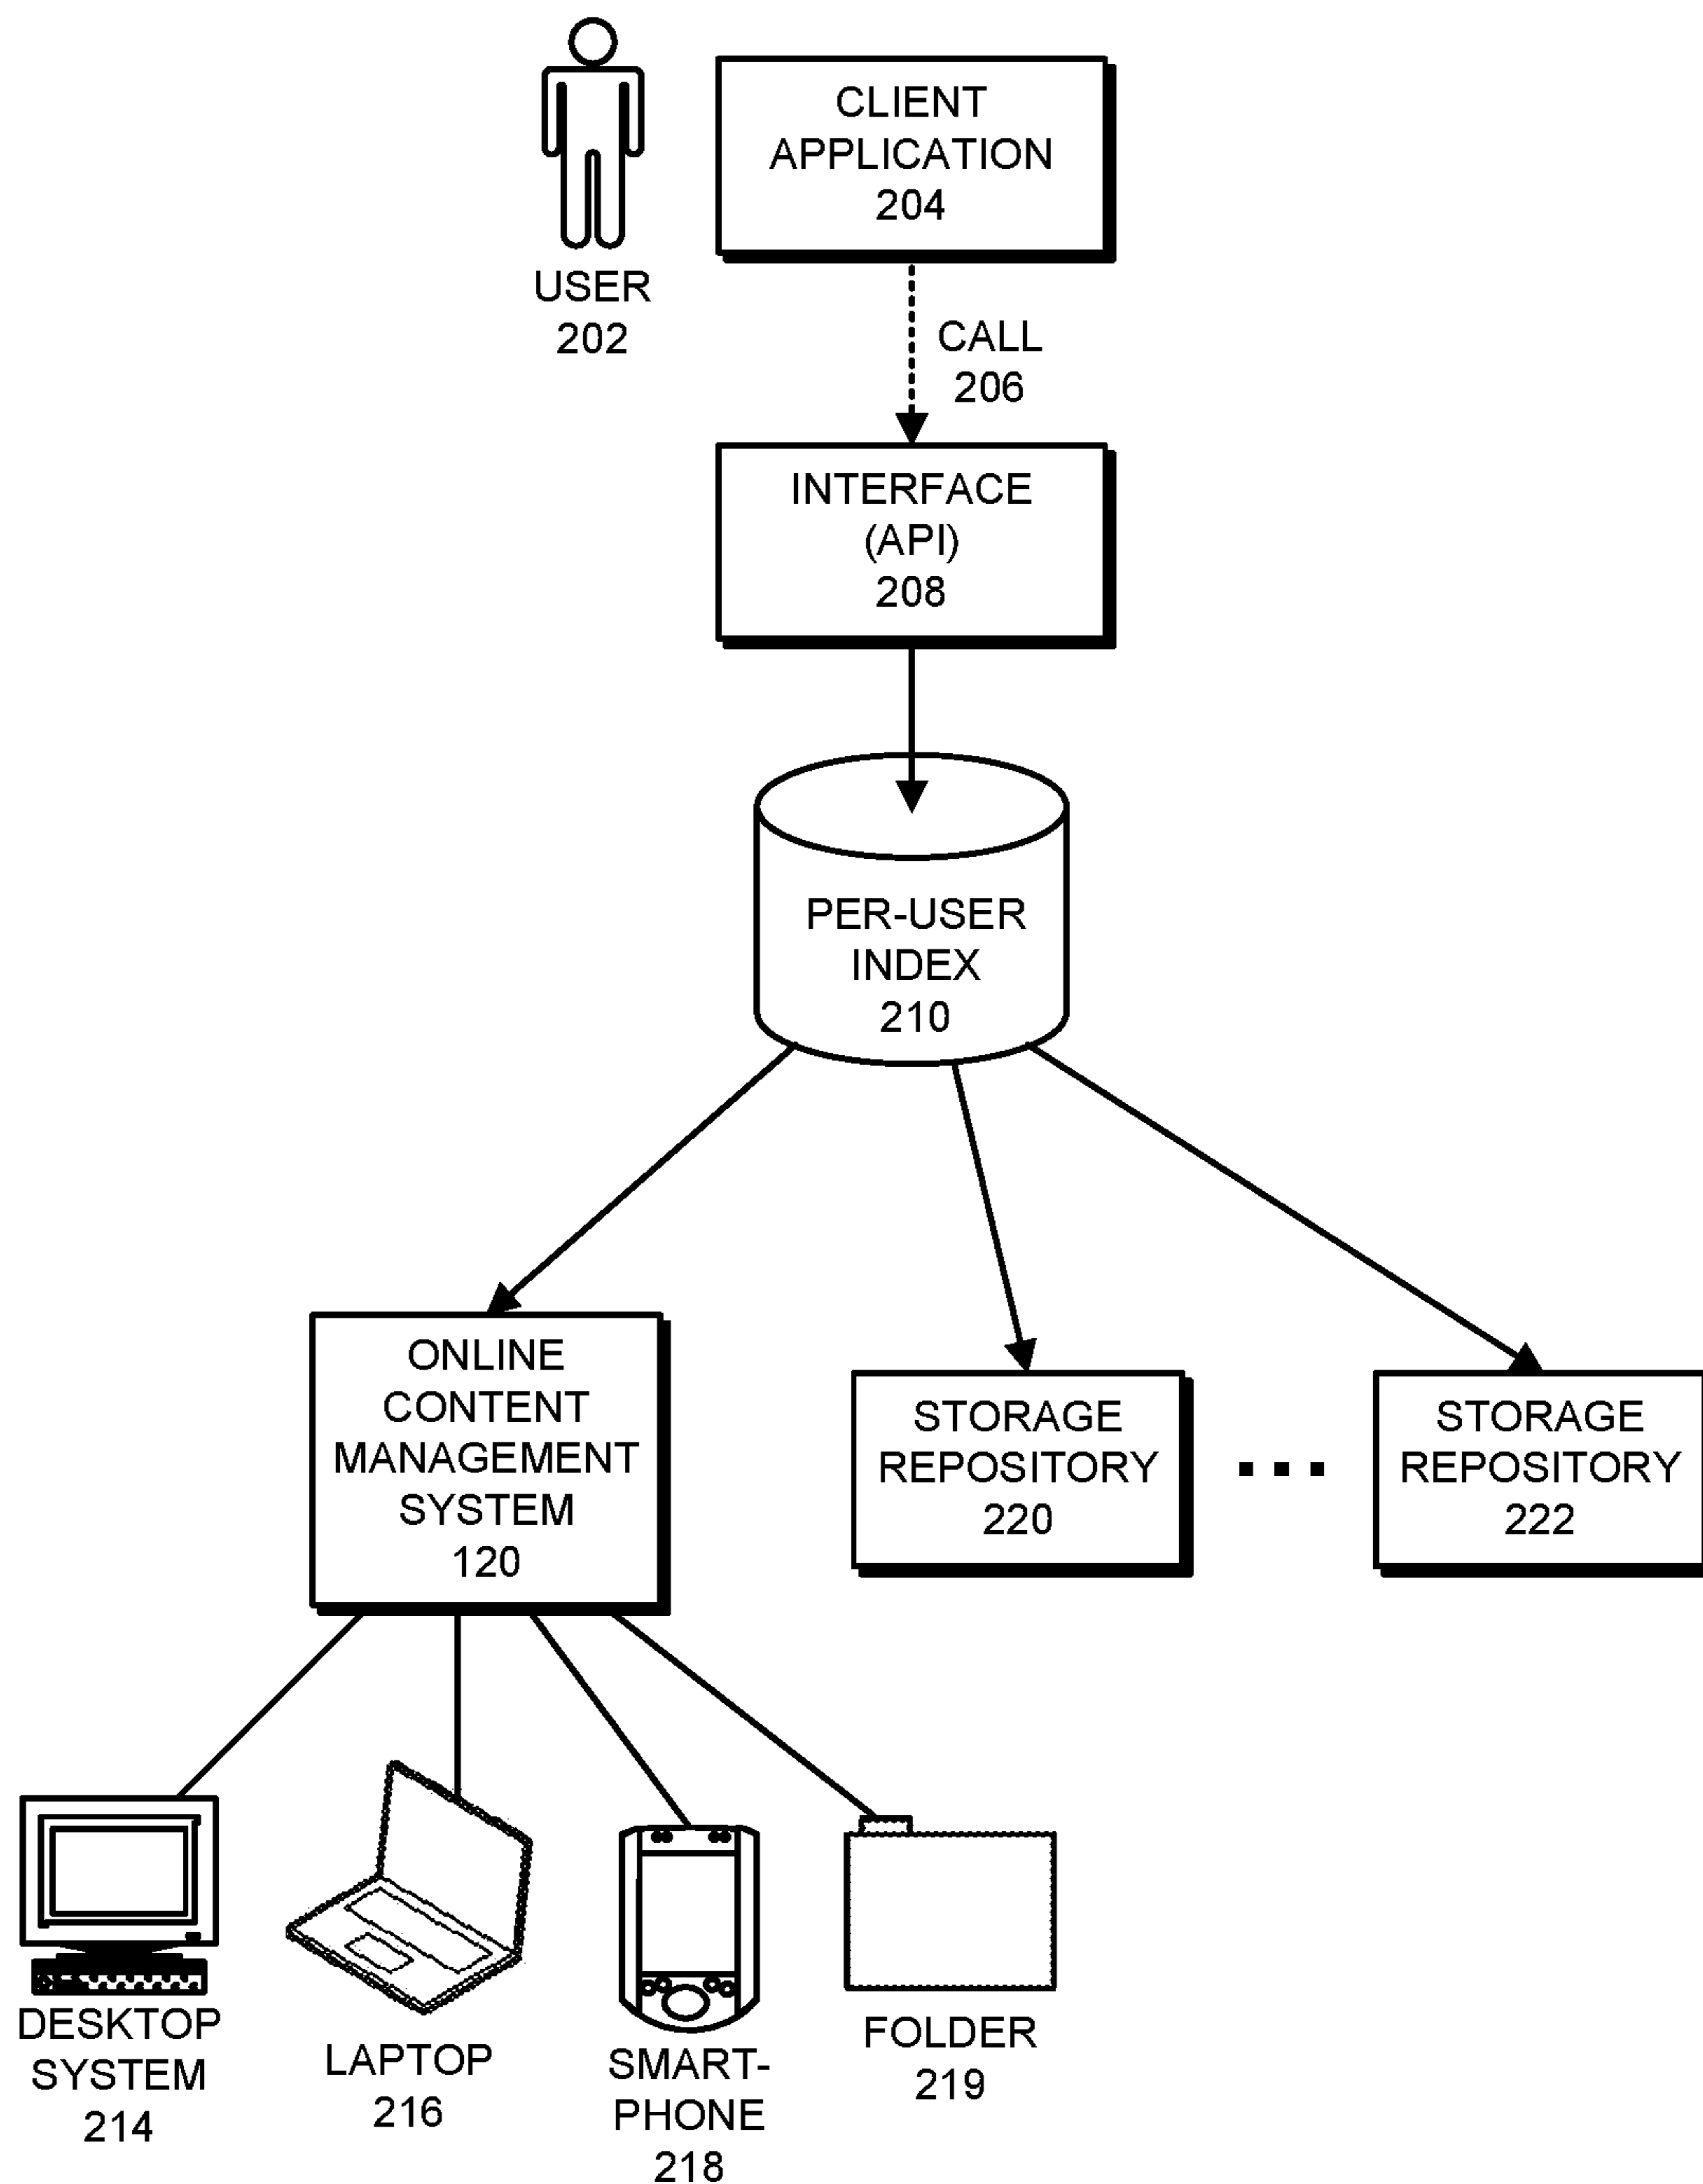 USER
202
CLIENT
APPLICATION
204
CALL
206
INTERFACE
(API)
208
PER-USER
INDEX
210
ONLINE
CONTENT
MANAGEMENT
SYSTEM
120
STORAGE
REPOSITORY
220
STORAGE
REPOSITORY
222
DESKTOP
SYSTEM
214
LAPTOP
216
SMART-
PHONE
218
FOLDER
219